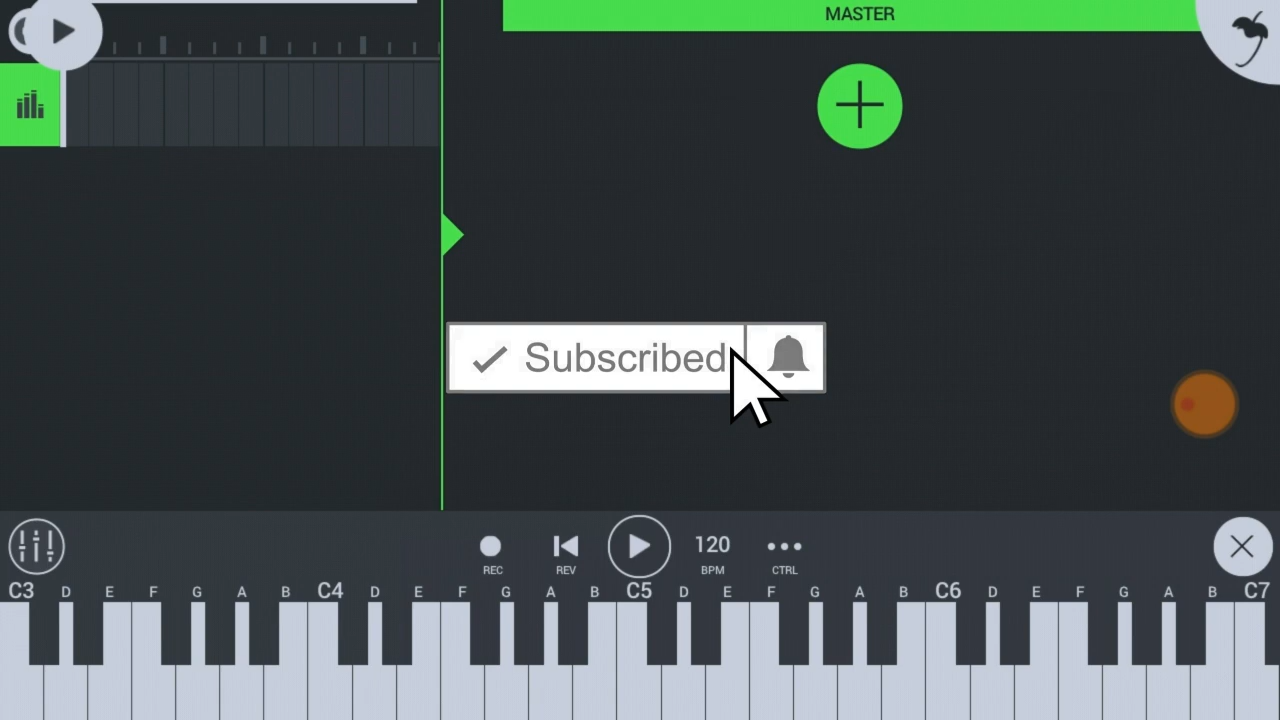 MASTER
Subscribed
120
REC
REV
BPM
CTRL
C3 D E F G A B C4 D E F G A B C5 D E F G A B C6 D E F G A B C7